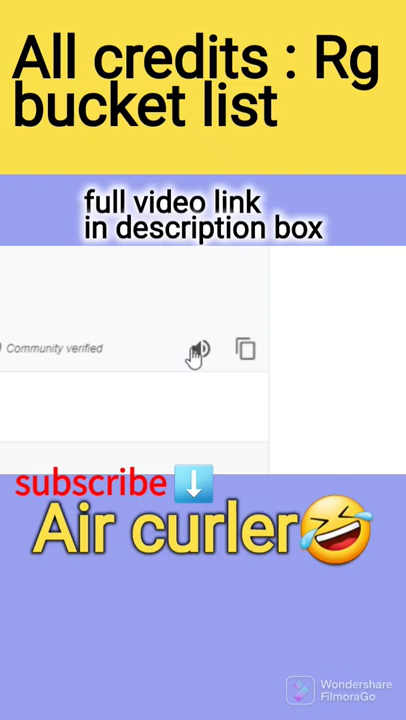 All credits : Rg
bucket list
full video link
in description box
Community verified
subscribe ⬇️
Air curler🤣
Wondershare
FilmoraGo